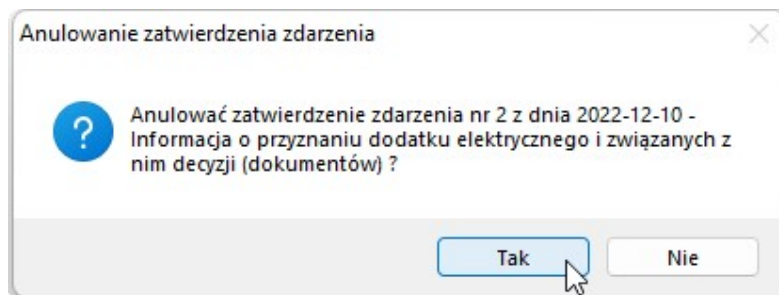 Anulowanie zatwierdzenia zdarzenia
Anulować zatwierdzenie zdarzenia nr 2 z dnia 2022-12-10 -
Informacja o przyznaniu dodatku elektrycznego i związanych z
nim decyzji (dokumentów) ?
Tak
Nie